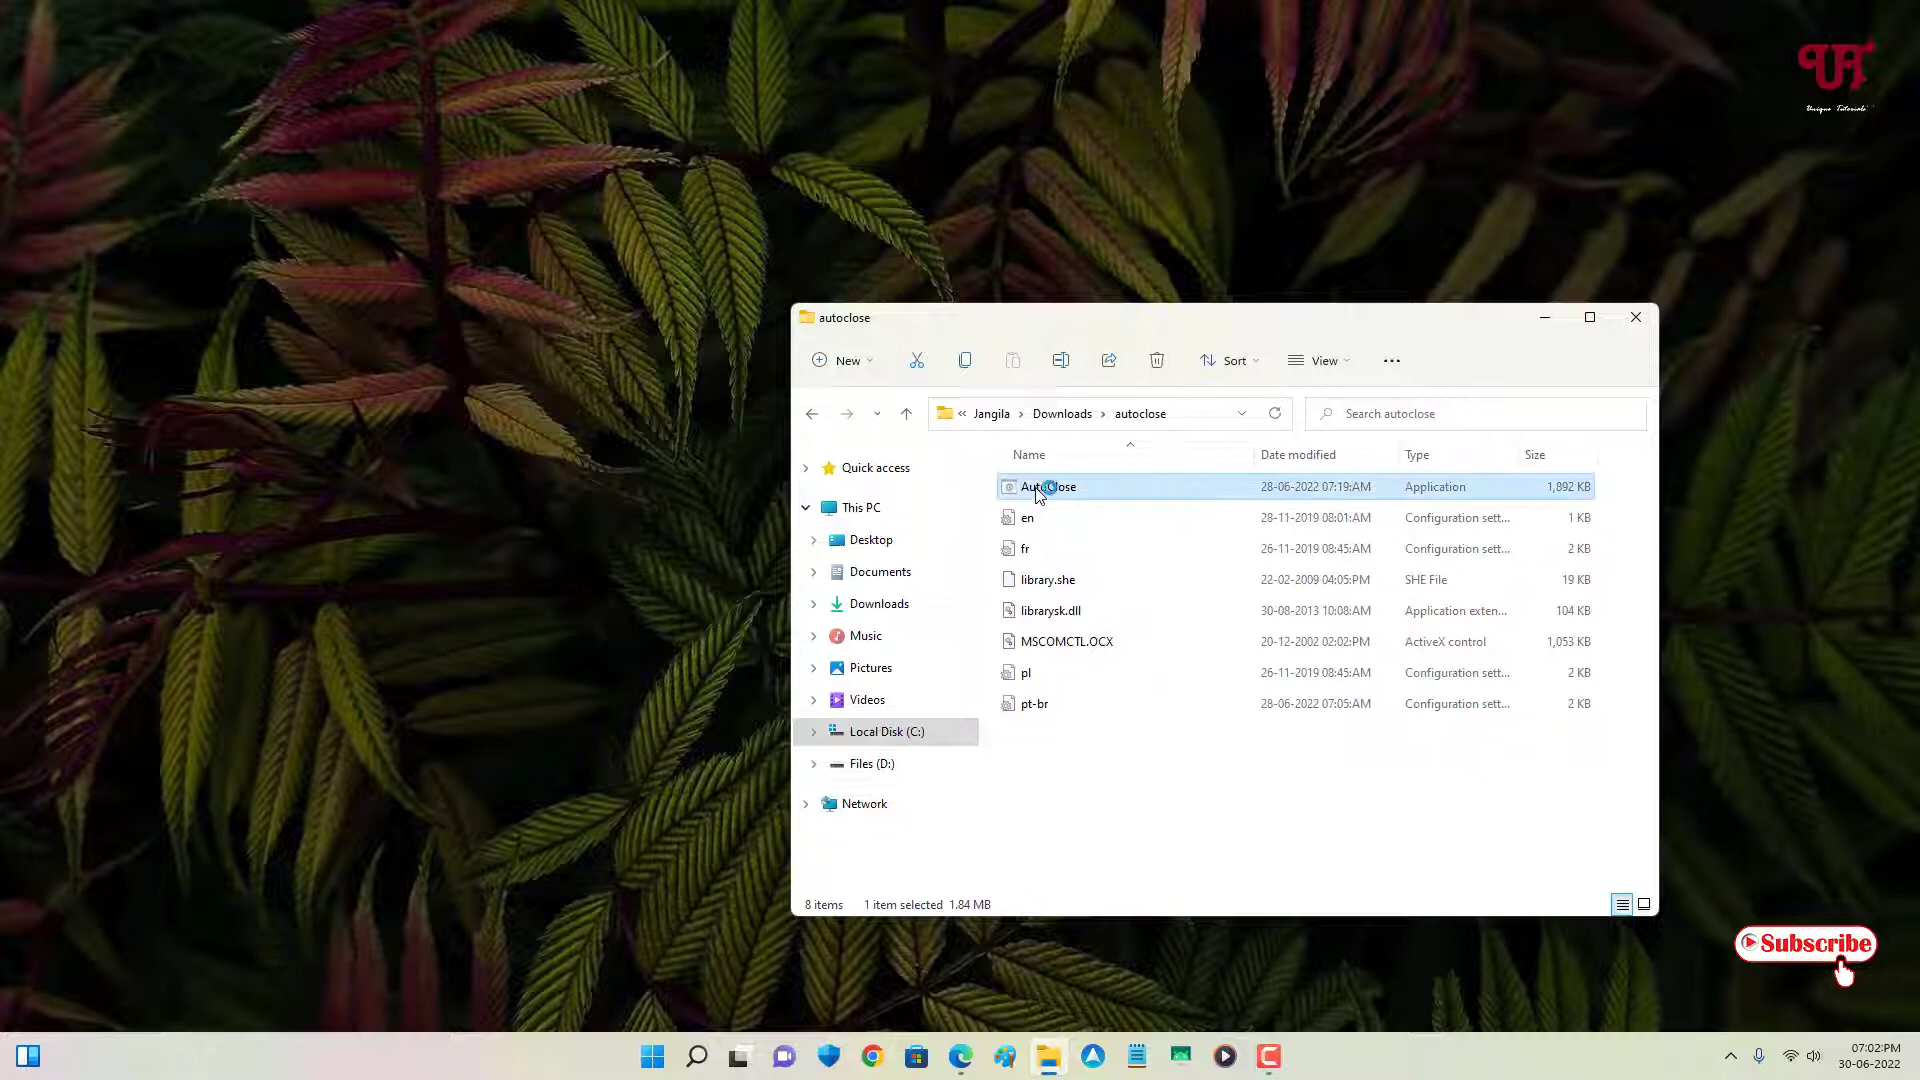 UT
Unique Tutorials
autoclose
New
Sort
View
« Jangila > Downloads > autoclose
Search autoclose
Name Date modified Type Size
Quick access
This PC
Desktop
Documents
Downloads
Music
Pictures
Videos
Local Disk (C:)
Files (D:)
Network
AutoClose 28-06-2022 07:19:AM Application 1,892 KB
en 28-11-2019 08:01:AM Configuration sett... 1 KB
fr 26-11-2019 08:45:AM Configuration sett... 2 KB
library.she 22-02-2009 04:05:PM SHE File 19 KB
librarysk.dll 30-08-2013 10:08:AM Application exten... 104 KB
MSCOMCTL.OCX 20-12-2002 02:02:PM ActiveX control 1,053 KB
pl 26-11-2019 08:45:AM Configuration sett... 2 KB
pt-br 28-06-2022 07:05:AM Configuration sett... 2 KB
8 items 1 item selected 1.84 MB
Subscribe
07:02:PM
30-06-2022